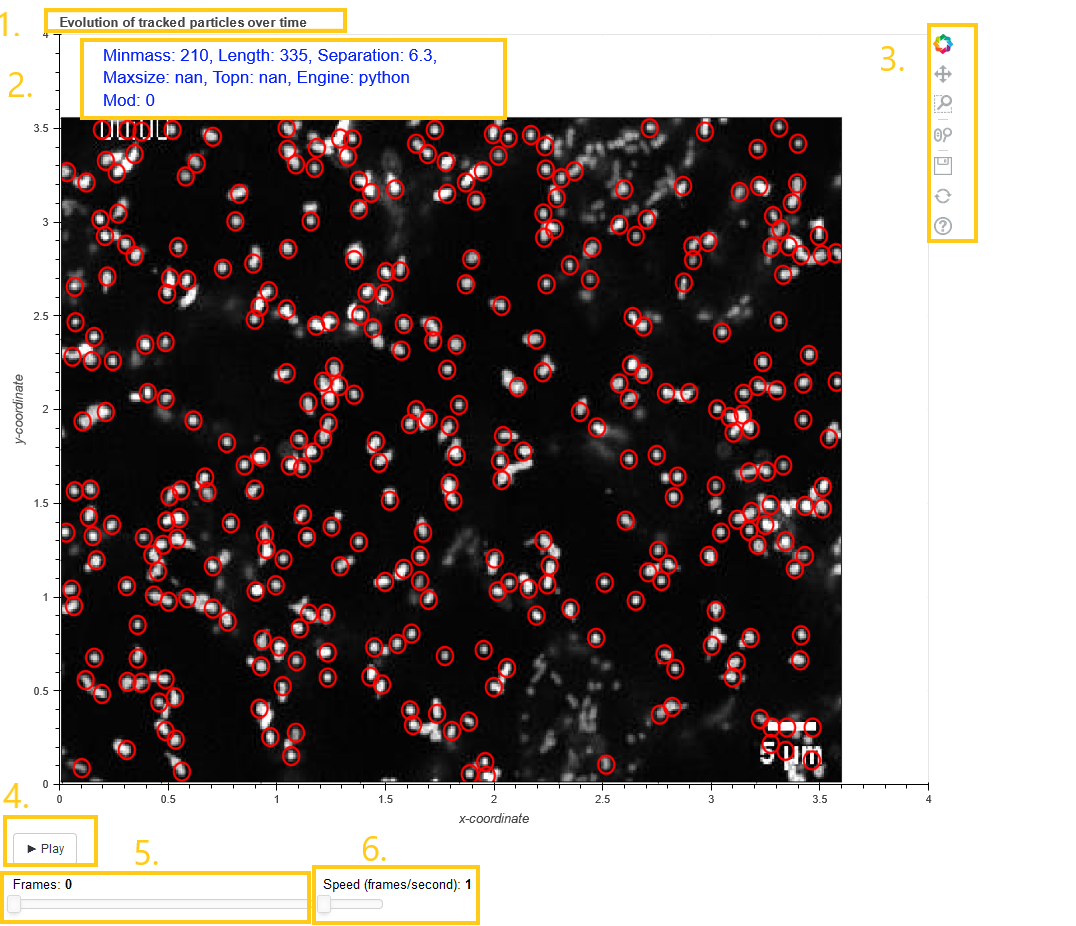 1.
Evolution of tracked particles over time
2.
Minmass: 210, Length: 335, Separation: 6.3,
Maxsize: nan, Topn: nan, Engine: python
Mod: 0
3.
4
3.5
3
2.5
2
1.5
1
0.5
0
y-coordinate
5 μm
0
0.5
1
1.5
2
2.5
3
3.5
4
x-coordinate
4.
► Play
5.
6.
Frames: 0
Speed (frames/second): 1